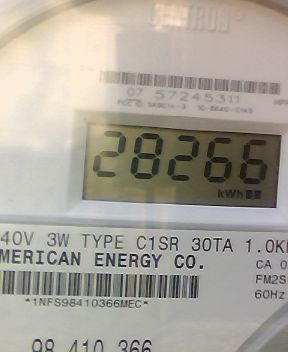 CENTRON®
07 57245311
28266
kWh
40V 3W TYPE C1SR 30TA 1.0K
MERICAN ENERGY CO.
CA 0
FM2S
60Hz
*1NFS98410366MEC*
98 410 366